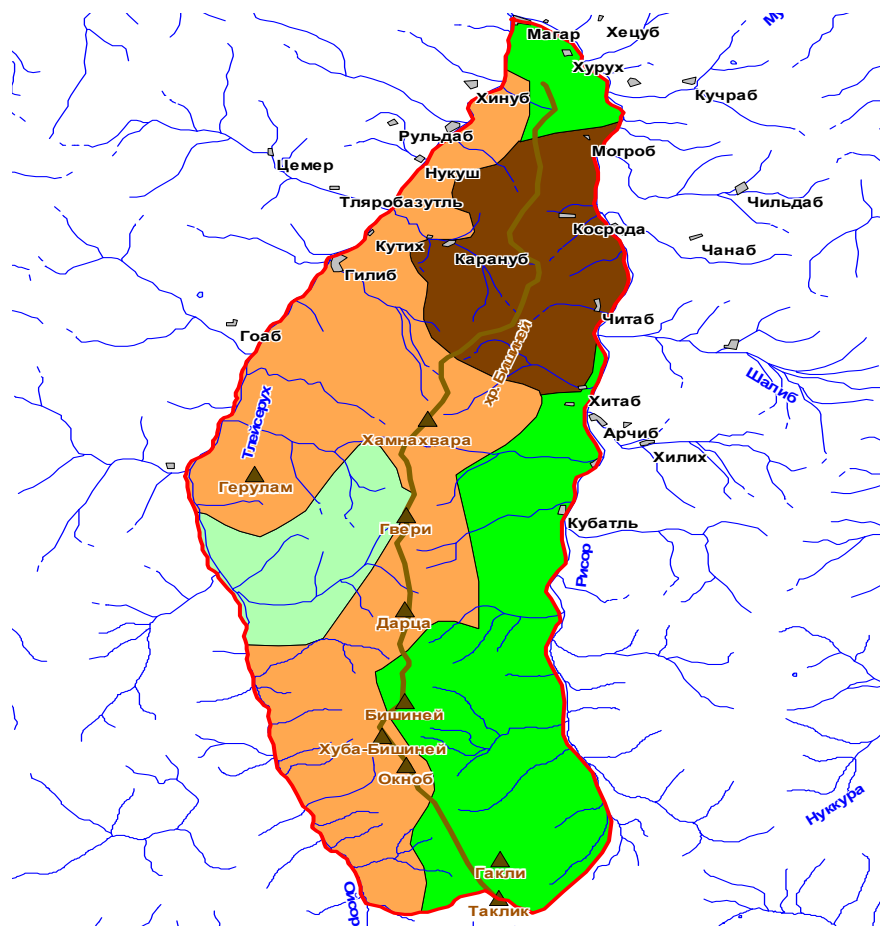 Му
Магар
Хецуб
Хурух
Хинуб
Кучраб
Рульдаб
Могроб
Цемер
Нукуш
Тляробазутль
Чильдаб
Косрода
Кутих
Чанаб
Карануб
Гилиб
Читаб
Гоаб
хр. Бишиней
Шалиб
Хитаб
Тлейсерух
Арчиб
Хамнахвара
Хилих
Герулам
Гвери
Кубатль
Рисор
Дарца
Бишиней
Хуба-Бишиней
Окноб
Нуккура
Гакли
Ойсор
Таклик